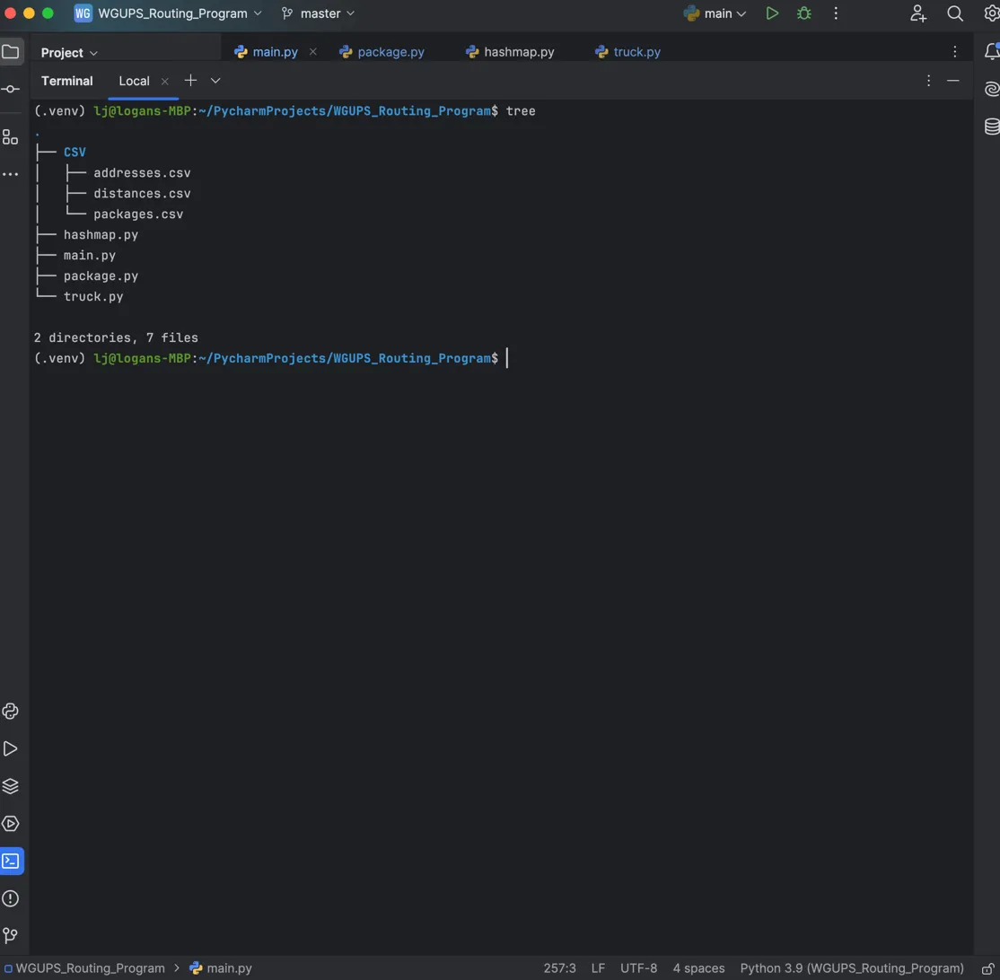 WG WGUPS_Routing_Program master main
Project main.py package.py hashmap.py truck.py
Terminal Local
(.venv) lj@logans-MBP:~/PycharmProjects/WGUPS_Routing_Program$ tree
.
├── CSV
│   ├── addresses.csv
│   ├── distances.csv
│   └── packages.csv
├── hashmap.py
├── main.py
├── package.py
└── truck.py
2 directories, 7 files
(.venv) lj@logans-MBP:~/PycharmProjects/WGUPS_Routing_Program$
WGUPS_Routing_Program > main.py 257:3 LF UTF-8 4 spaces Python 3.9 (WGUPS_Routing_Program)